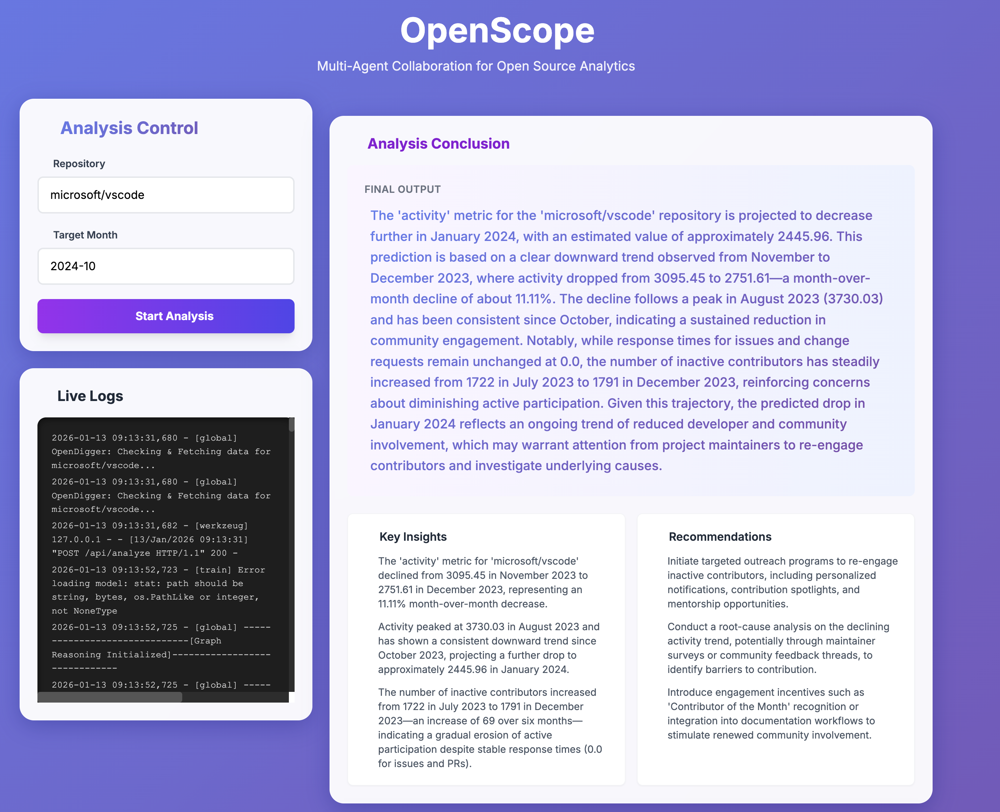 OpenScope
Multi-Agent Collaboration for Open Source Analytics
Analysis Control
Repository
microsoft/vscode
Target Month
2024-10
Start Analysis
Live Logs
2026-01-13 09:13:31,680 - [global]
OpenDigger: Checking & Fetching data for
microsoft/vscode...
2026-01-13 09:13:31,680 - [global]
OpenDigger: Checking & Fetching data for
microsoft/vscode...
2026-01-13 09:13:31,682 - [werkzeug]
127.0.0.1 - - [13/Jan/2026 09:13:31]
"POST /api/analyze HTTP/1.1" 200 -
2026-01-13 09:13:52,723 - [train] Error
loading model: stat: path should be
string, bytes, os.PathLike or integer,
not NoneType
2026-01-13 09:13:52,725 - [global] -----
-------------------------[Graph
Reasoning Initialized]------------------
------------
2026-01-13 09:13:52,725 - [global] -----
Analysis Conclusion
FINAL OUTPUT
The 'activity' metric for the 'microsoft/vscode' repository is projected to decrease
further in January 2024, with an estimated value of approximately 2445.96. This
prediction is based on a clear downward trend observed from November to
December 2023, where activity dropped from 3095.45 to 2751.61—a month-over-
month decline of about 11.11%. The decline follows a peak in August 2023 (3730.03)
and has been consistent since October, indicating a sustained reduction in
community engagement. Notably, while response times for issues and change
requests remain unchanged at 0.0, the number of inactive contributors has steadily
increased from 1722 in July 2023 to 1791 in December 2023, reinforcing concerns
about diminishing active participation. Given this trajectory, the predicted drop in
January 2024 reflects an ongoing trend of reduced developer and community
involvement, which may warrant attention from project maintainers to re-engage
contributors and investigate underlying causes.
Key Insights
The 'activity' metric for 'microsoft/vscode'
declined from 3095.45 in November 2023 to
2751.61 in December 2023, representing an
11.11% month-over-month decrease.
Activity peaked at 3730.03 in August 2023 and
has shown a consistent downward trend since
October 2023, projecting a further drop to
approximately 2445.96 in January 2024.
The number of inactive contributors increased
from 1722 in July 2023 to 1791 in December
2023—an increase of 69 over six months—
indicating a gradual erosion of active
participation despite stable response times (0.0
for issues and PRs).
Recommendations
Initiate targeted outreach programs to re-engage
inactive contributors, including personalized
notifications, contribution spotlights, and
mentorship opportunities.
Conduct a root-cause analysis on the declining
activity trend, potentially through maintainer
surveys or community feedback threads, to
identify barriers to contribution.
Introduce engagement incentives such as
'Contributor of the Month' recognition or
integration into documentation workflows to
stimulate renewed community involvement.